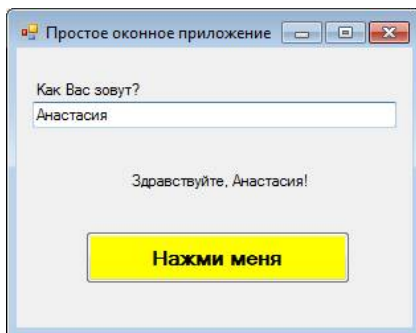 Простое оконное приложение
Как Вас зовут?
Анастасия
Здравствуйте, Анастасия!
Нажми меня